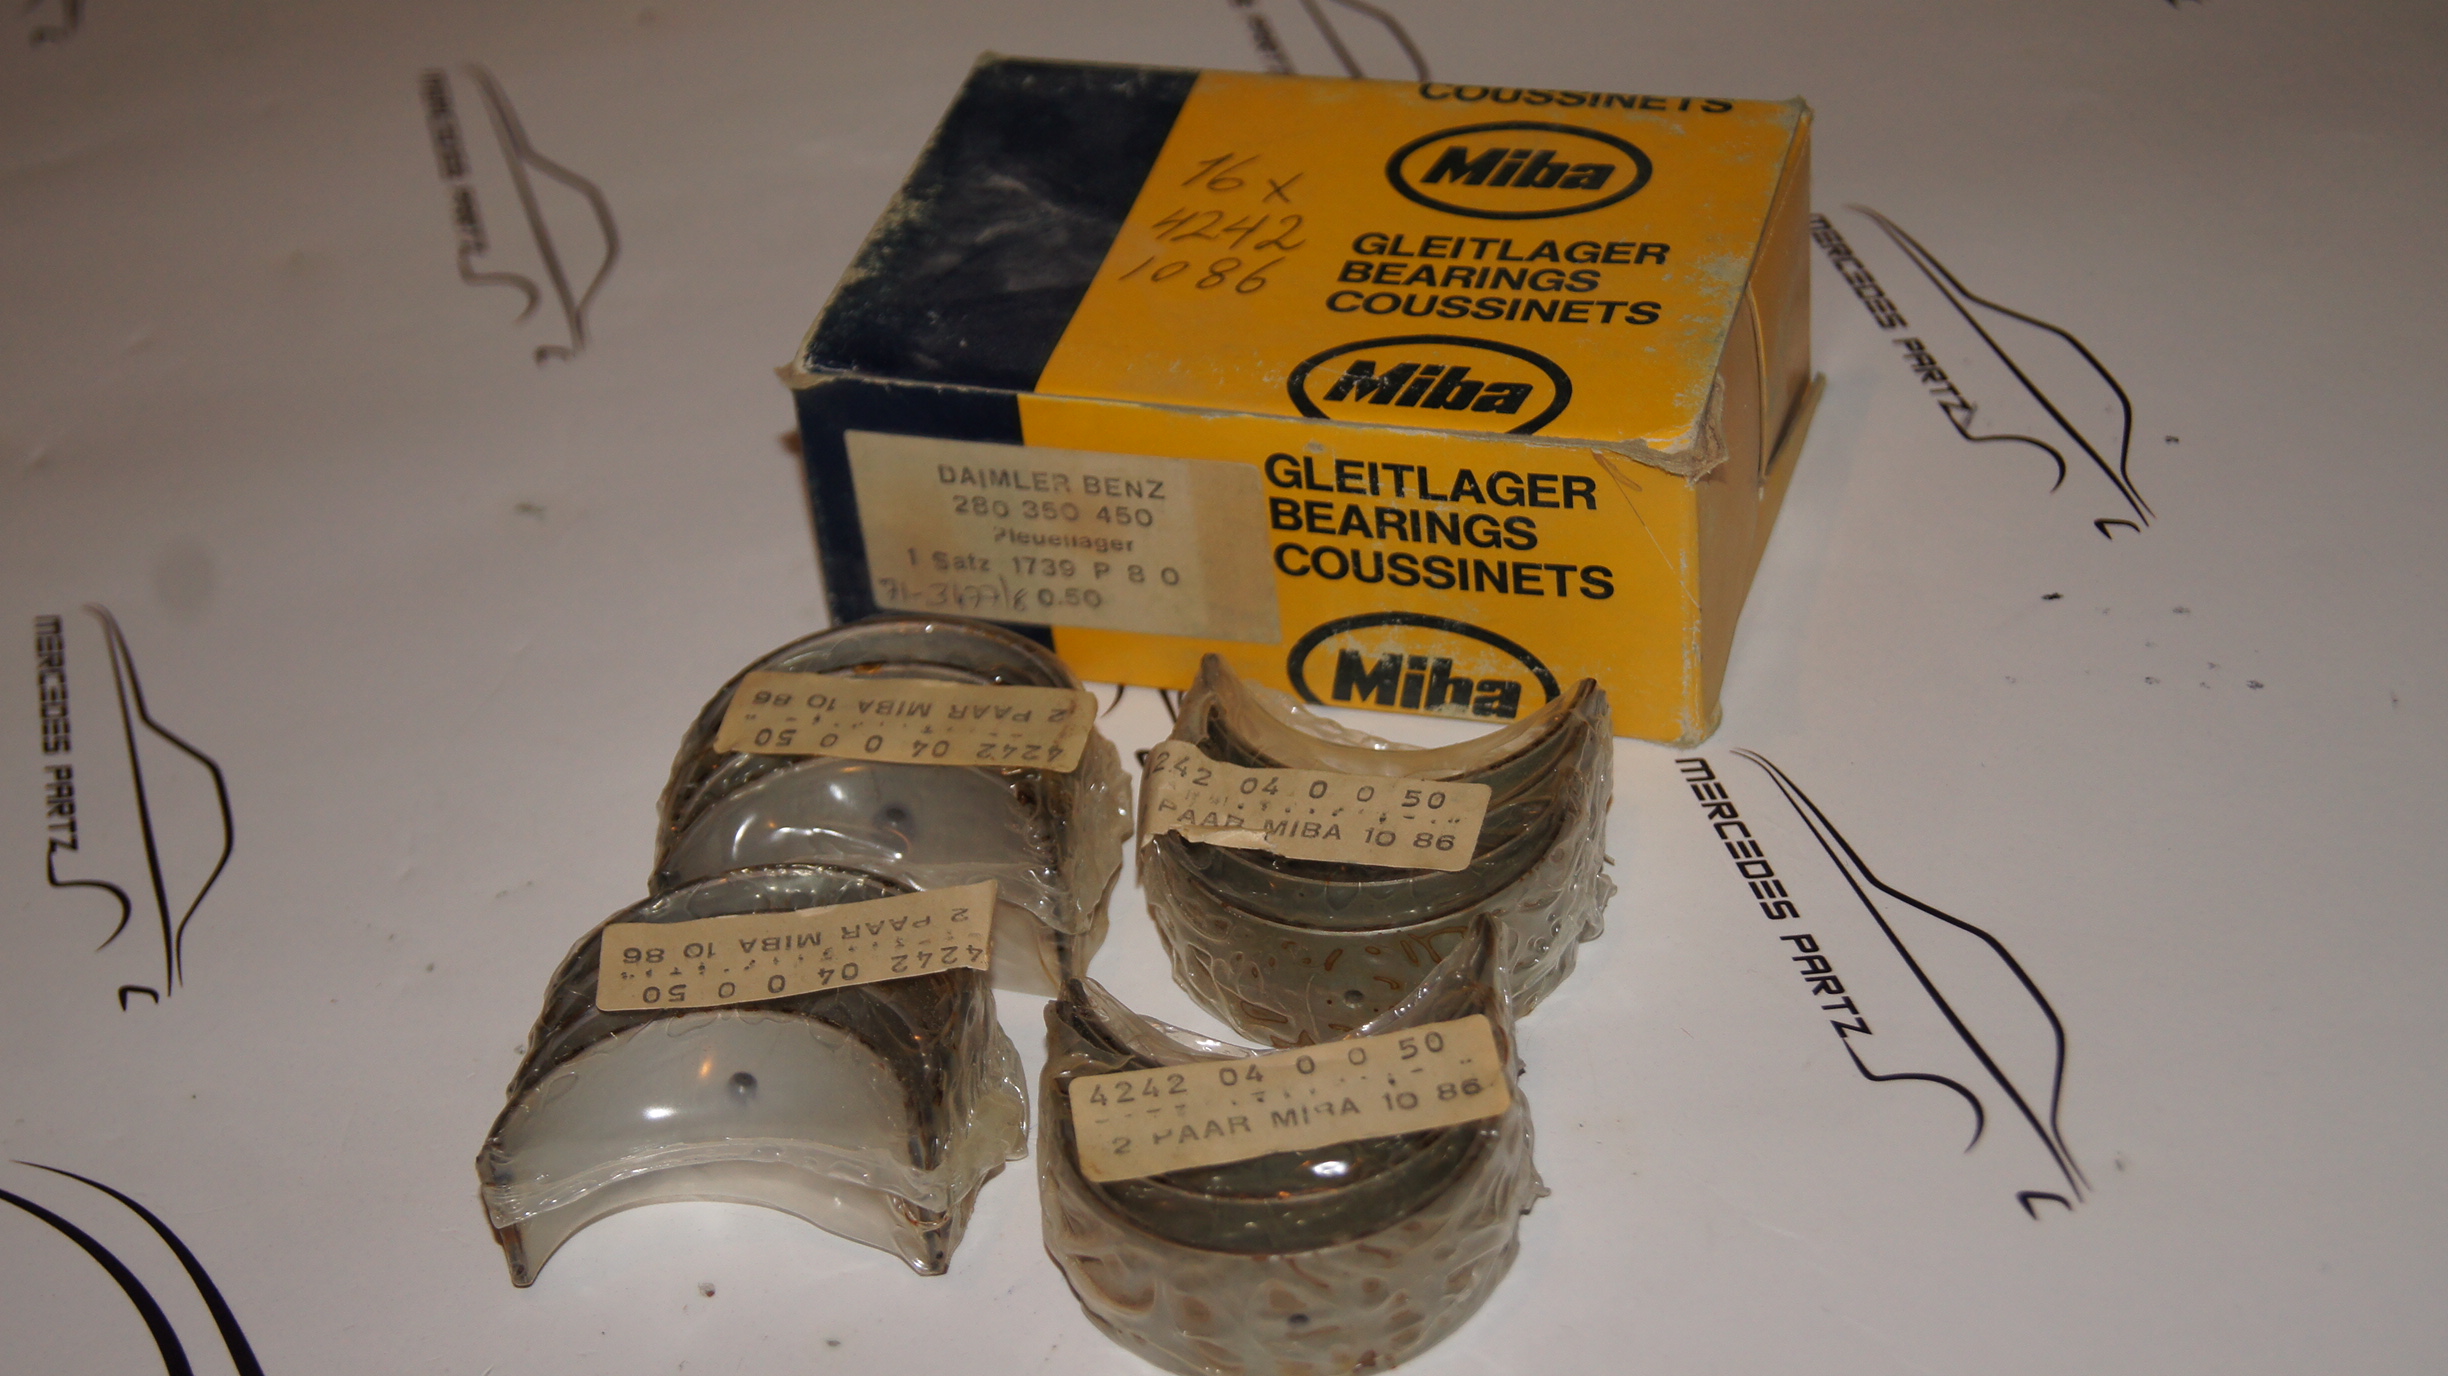 COUSSINETS
Miba
GLEITLAGER
BEARINGS
COUSSINETS
Miba
16 x
4242
1086
DAIMLER BENZ
280 350 450
Pleuellager
1 Satz 1739 P 8 0
0.50
GLEITLAGER
BEARINGS
COUSSINETS
Miba
4242 04 0 0 50
2 PAAR MIBA 10 86
242 04 0 0 50
PAAR MIBA 10 86
4242 04 0 0 50
2 PAAR MIBA 10 86
4242 04 0 0 50
2 PAAR MIBA 10 86
MERCEDES PARTZ
MERCEDES PARTZ
MERCEDES PARTZ
MERCEDES PARTZ